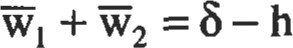 w̅₁ + w̅₂ = δ − h